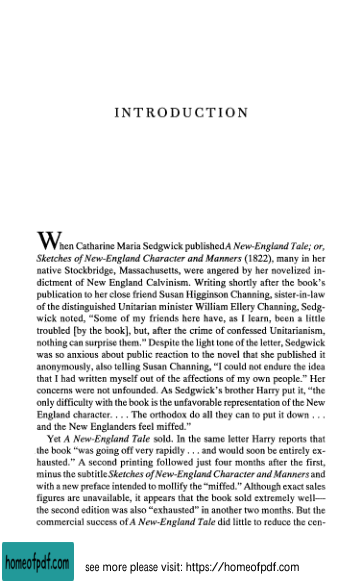 INTRODUCTION
When Catharine Maria Sedgwick published A New-England Tale; or,
Sketches of New-England Character and Manners (1822), many in her
native Stockbridge, Massachusetts, were angered by her novelized in-
dictment of New England Calvinism. Writing shortly after the book's
publication to her close friend Susan Higginson Channing, sister-in-law
of the distinguished Unitarian minister William Ellery Channing, Sedg-
wick noted, "Some of my friends here have, as I learn, been a little
troubled [by the book], but, after the crime of confessed Unitarianism,
nothing can surprise them." Despite the light tone of the letter, Sedgwick
was so anxious about public reaction to the novel that she published it
anonymously, also telling Susan Channing, "I could not endure the idea
that I had written myself out of the affections of my own people." Her
concerns were not unfounded. As Sedgwick's brother Harry put it, "the
only difficulty with the book is the unfavorable representation of the New
England character. . . . The orthodox do all they can to put it down . . .
and the New Englanders feel miffed."
Yet A New-England Tale sold. In the same letter Harry reports that
the book "was going off very rapidly . . . and would soon be entirely ex-
hausted." A second printing followed just four months after the first,
minus the subtitle Sketches of New-England Character and Manners and
with a new preface intended to mollify the "miffed." Although exact sales
figures are unavailable, it appears that the book sold extremely well—
the second edition was also "exhausted" in another two months. But the
commercial success of A New-England Tale did little to reduce the cen-
homeofpdf.com
see more please visit: https://homeofpdf.com